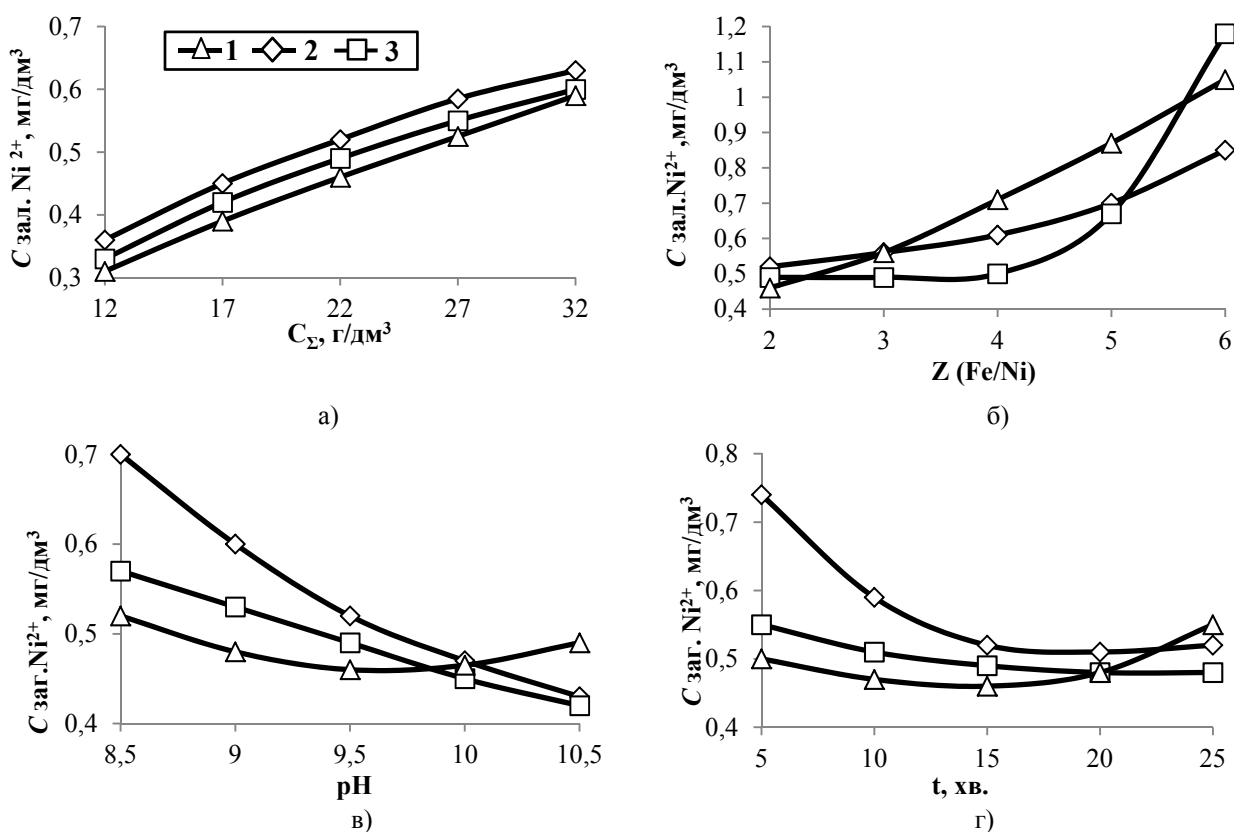 0,7
0,6
0,5
0,4
0,3
C зал. Ni 2+, мг/дм3
1 2 3
12 17 22 27 32
CΣ, г/дм3
а)
1,2
1,1
1
0,9
0,8
0,7
0,6
0,5
0,4
C зал.Ni2+,мг/дм3
2 3 4 5 6
Z (Fe/Ni)
б)
0,7
0,6
0,5
0,4
C заг.Ni2+, мг/дм3
8,5 9 9,5 10 10,5
pH
в)
0,8
0,7
0,6
0,5
0,4
C заг. Ni2+, мг/дм3
5 10 15 20 25
t, хв.
г)